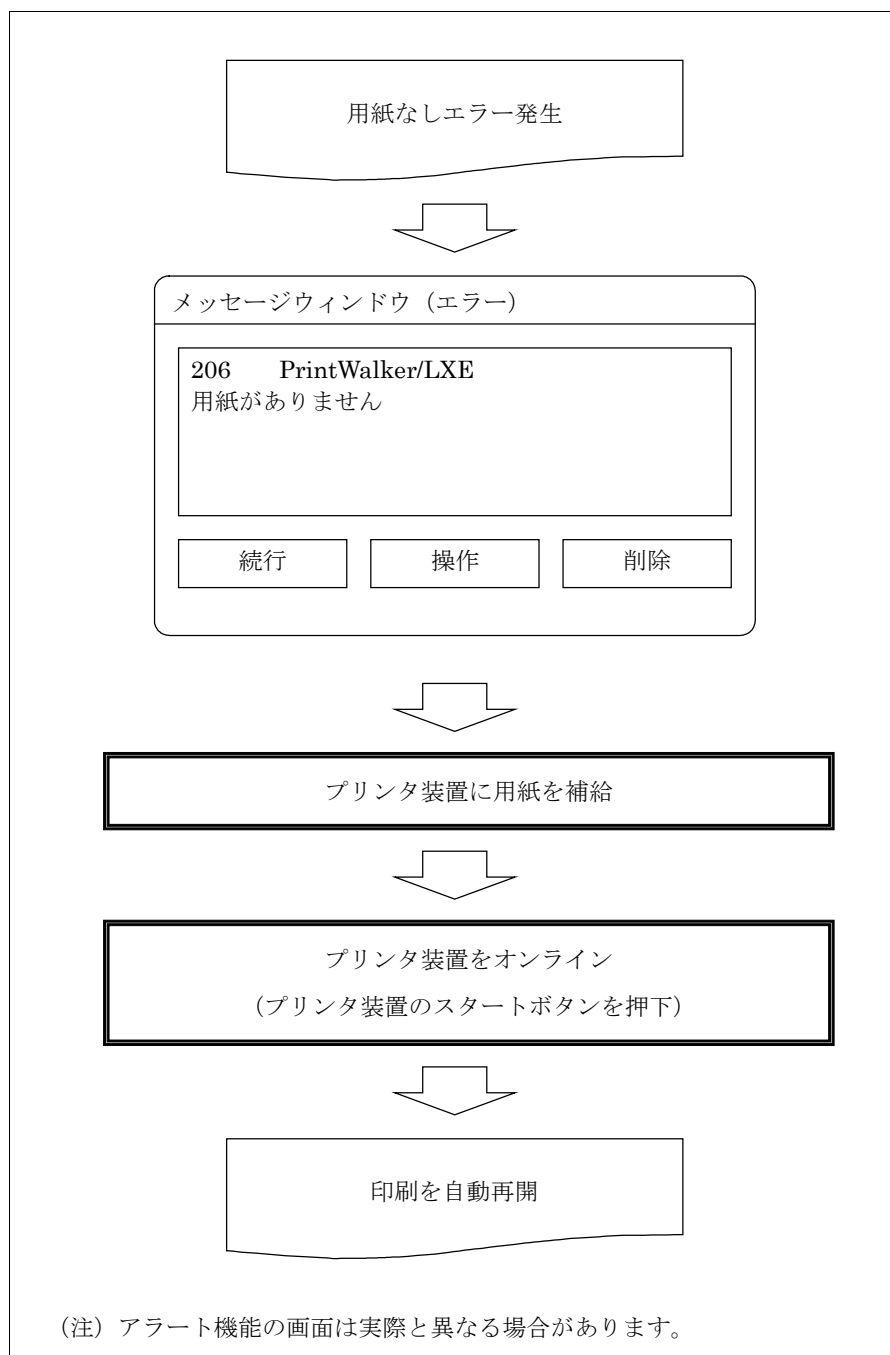 用紙なしエラー発生
メッセージウィンドウ（エラー）
206 PrintWalker/LXE
用紙がありません
続行 操作 削除
プリンタ装置に用紙を補給
プリンタ装置をオンライン
（プリンタ装置のスタートボタンを押下）
印刷を自動再開
（注）アラート機能の画面は実際と異なる場合があります。